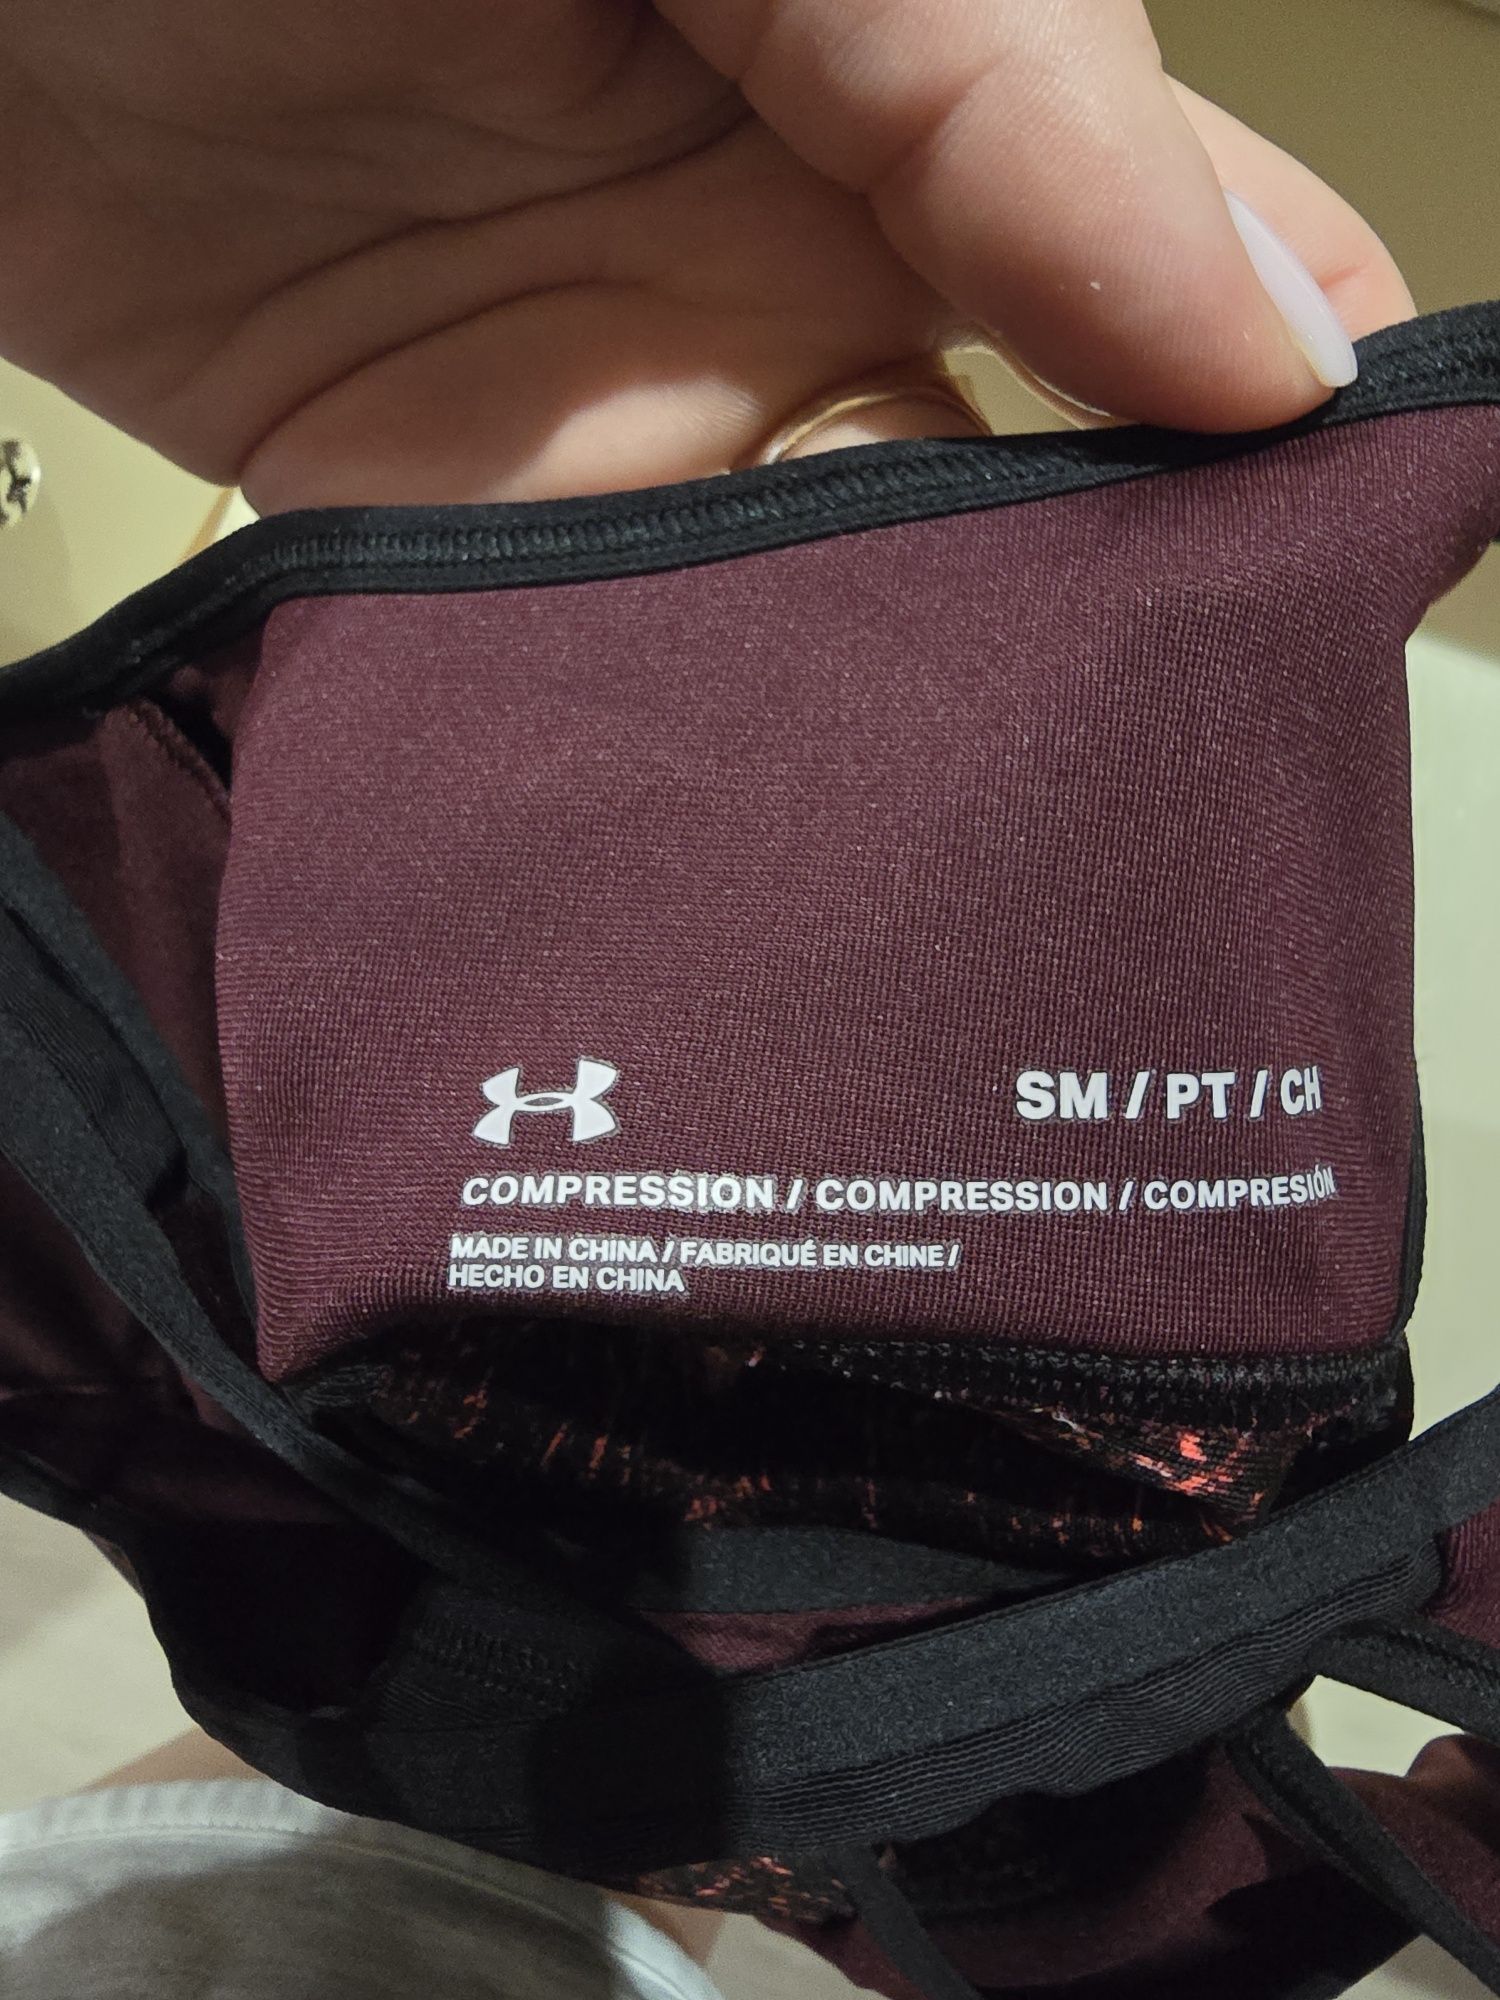 SM / PT / CH
COMPRESSION / COMPRESSION / COMPRESIÓN
MADE IN CHINA / FABRIQUÉ EN CHINE /
HECHO EN CHINA